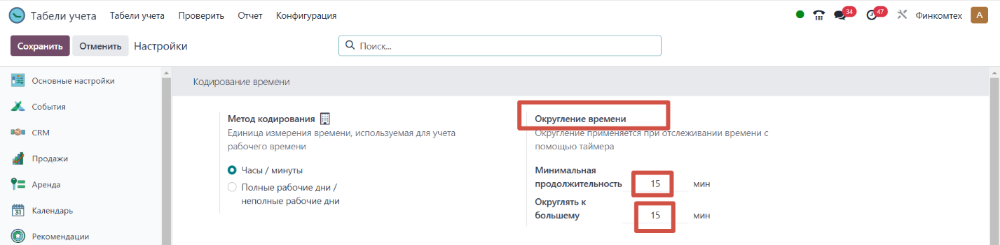 Табели учета Табели учета Проверить Отчет Конфигурация 34 47 Финкомтех A
Сохранить Отменить Настройки Поиск...
Основные настройки
События
CRM
Продажи
Аренда
Календарь
31
Рекомендации
Кодирование времени
Метод кодирования
Единица измерения времени, используемая для учета
рабочего времени
Часы / минуты
Полные рабочие дни /
неполные рабочие дни
Округление времени
Округление применяется при отслеживании времени с
помощью таймера
Минимальная
продолжительность 15 мин
Округлять к
большему 15 мин